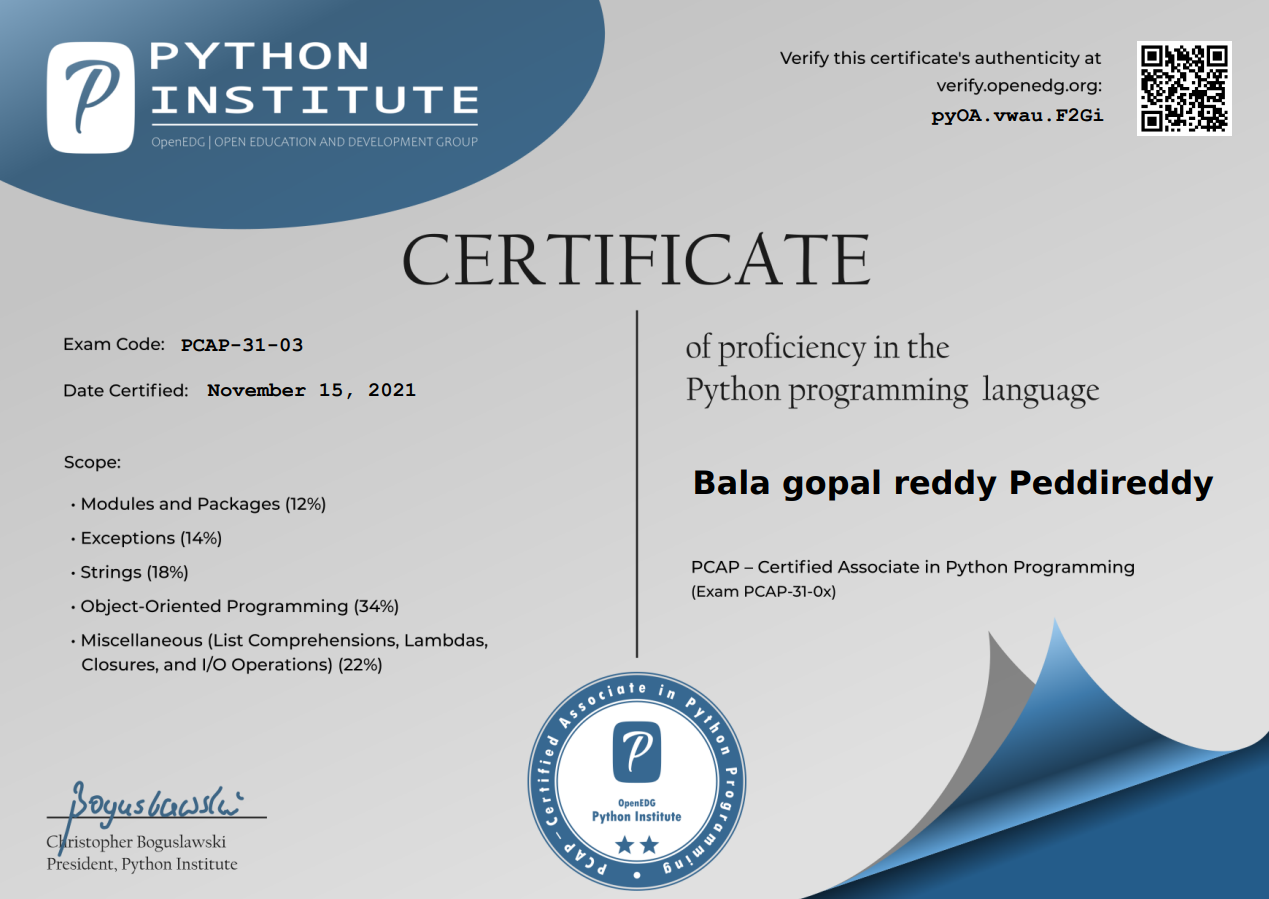 PYTHON
INSTITUTE
OpenEDG | OPEN EDUCATION AND DEVELOPMENT GROUP
Verify this certificate's authenticity at
verify.openedg.org:
pyOA.vwau.F2Gi
CERTIFICATE
Exam Code: PCAP-31-03
Date Certified: November 15, 2021
Scope:
• Modules and Packages (12%)
• Exceptions (14%)
• Strings (18%)
• Object-Oriented Programming (34%)
• Miscellaneous (List Comprehensions, Lambdas,
Closures, and I/O Operations) (22%)
of proficiency in the
Python programming language
Bala gopal reddy Peddireddy
PCAP – Certified Associate in Python Programming
(Exam PCAP-31-0x)
Boguslawski
Christopher Boguslawski
President, Python Institute
PCAP-Certified Associate in Python Programming •
OpenEDG
Python Institute